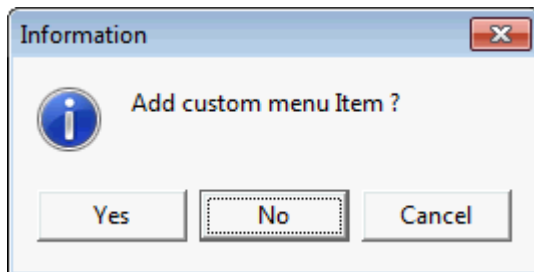 Information
Add custom menu Item ?
Yes
No
Cancel